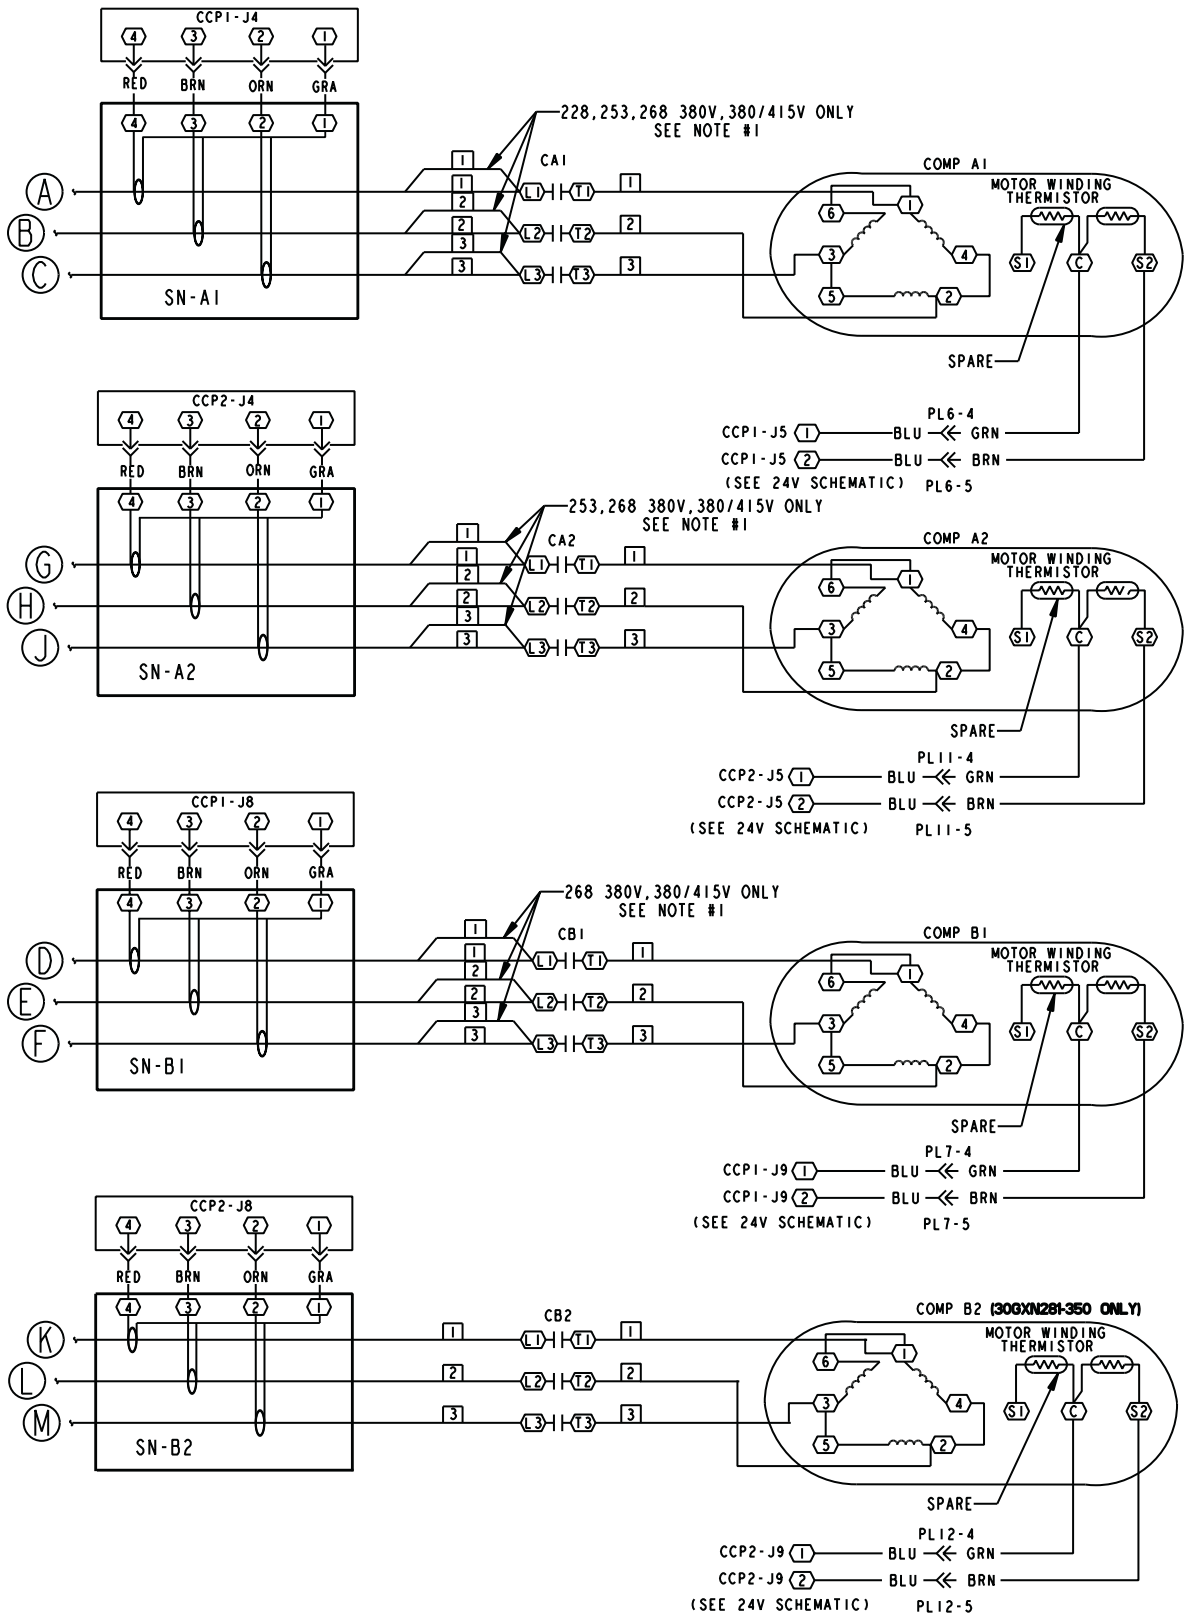 CCP1-J4
4 3 2 1
RED BRN ORN GRA
4 3 2 1
228,253,268 380V,380/415V ONLY
SEE NOTE #1
CA1
COMP A1
MOTOR WINDING
THERMISTOR
A 1 L1 T1 1
1
B 2 L2 T2 2
2
C 3 L3 T3 3
3
6 1
3 4
5 2
S1 C S2
SN-A1
SPARE
PL6-4
CCP1-J5 1 BLU GRN
CCP1-J5 2 BLU BRN
(SEE 24V SCHEMATIC) PL6-5
CCP2-J4
4 3 2 1
RED BRN ORN GRA
4 3 2 1
253,268 380V,380/415V ONLY
SEE NOTE #1
CA2
COMP A2
MOTOR WINDING
THERMISTOR
G 1 L1 T1 1
1
H 2 L2 T2 2
2
J 3 L3 T3 3
3
6 1
3 4
5 2
S1 C S2
SN-A2
SPARE
PL11-4
CCP2-J5 1 BLU GRN
CCP2-J5 2 BLU BRN
(SEE 24V SCHEMATIC) PL11-5
CCP1-J8
4 3 2 1
RED BRN ORN GRA
4 3 2 1
268 380V,380/415V ONLY
SEE NOTE #1
CB1
COMP B1
MOTOR WINDING
THERMISTOR
D 1 L1 T1 1
1
E 2 L2 T2 2
2
F 3 L3 T3 3
3
6 1
3 4
5 2
S1 C S2
SN-B1
SPARE
PL7-4
CCP1-J9 1 BLU GRN
CCP1-J9 2 BLU BRN
(SEE 24V SCHEMATIC) PL7-5
CCP2-J8
4 3 2 1
RED BRN ORN GRA
4 3 2 1
CB2
COMP B2 (30GXN281-350 ONLY)
MOTOR WINDING
THERMISTOR
K 1 L1 T1 1
L 2 L2 T2 2
M 3 L3 T3 3
6 1
3 4
5 2
S1 C S2
SN-B2
SPARE
PL12-4
CCP2-J9 1 BLU GRN
CCP2-J9 2 BLU BRN
(SEE 24V SCHEMATIC) PL12-5